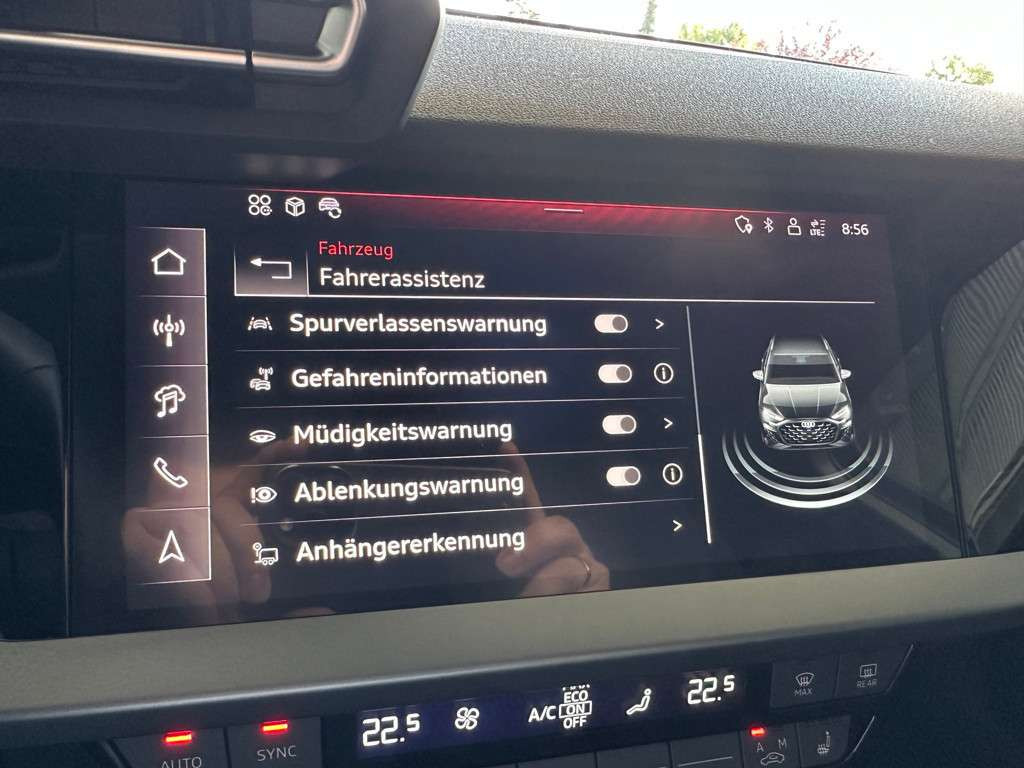 LTE
8:56
Fahrzeug
Fahrerassistenz
Spurverlassenswarnung
Gefahreninformationen
Müdigkeitswarnung
Ablenkungswarnung
Anhängererkennung
22.5
A/C
ECO
ON
OFF
22.5
MAX
REAR
AUTO
SYNC
A M